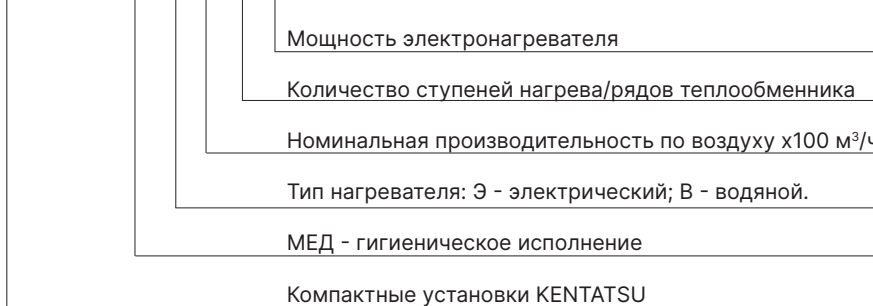 Мощность электронагревателя
Количество ступеней нагрева/рядов теплообменника
Номинальная производительность по воздуху х100 м³/ч
Тип нагревателя: Э - электрический; В - водяной.
МЕД - гигиеническое исполнение
Компактные установки KENTATSU